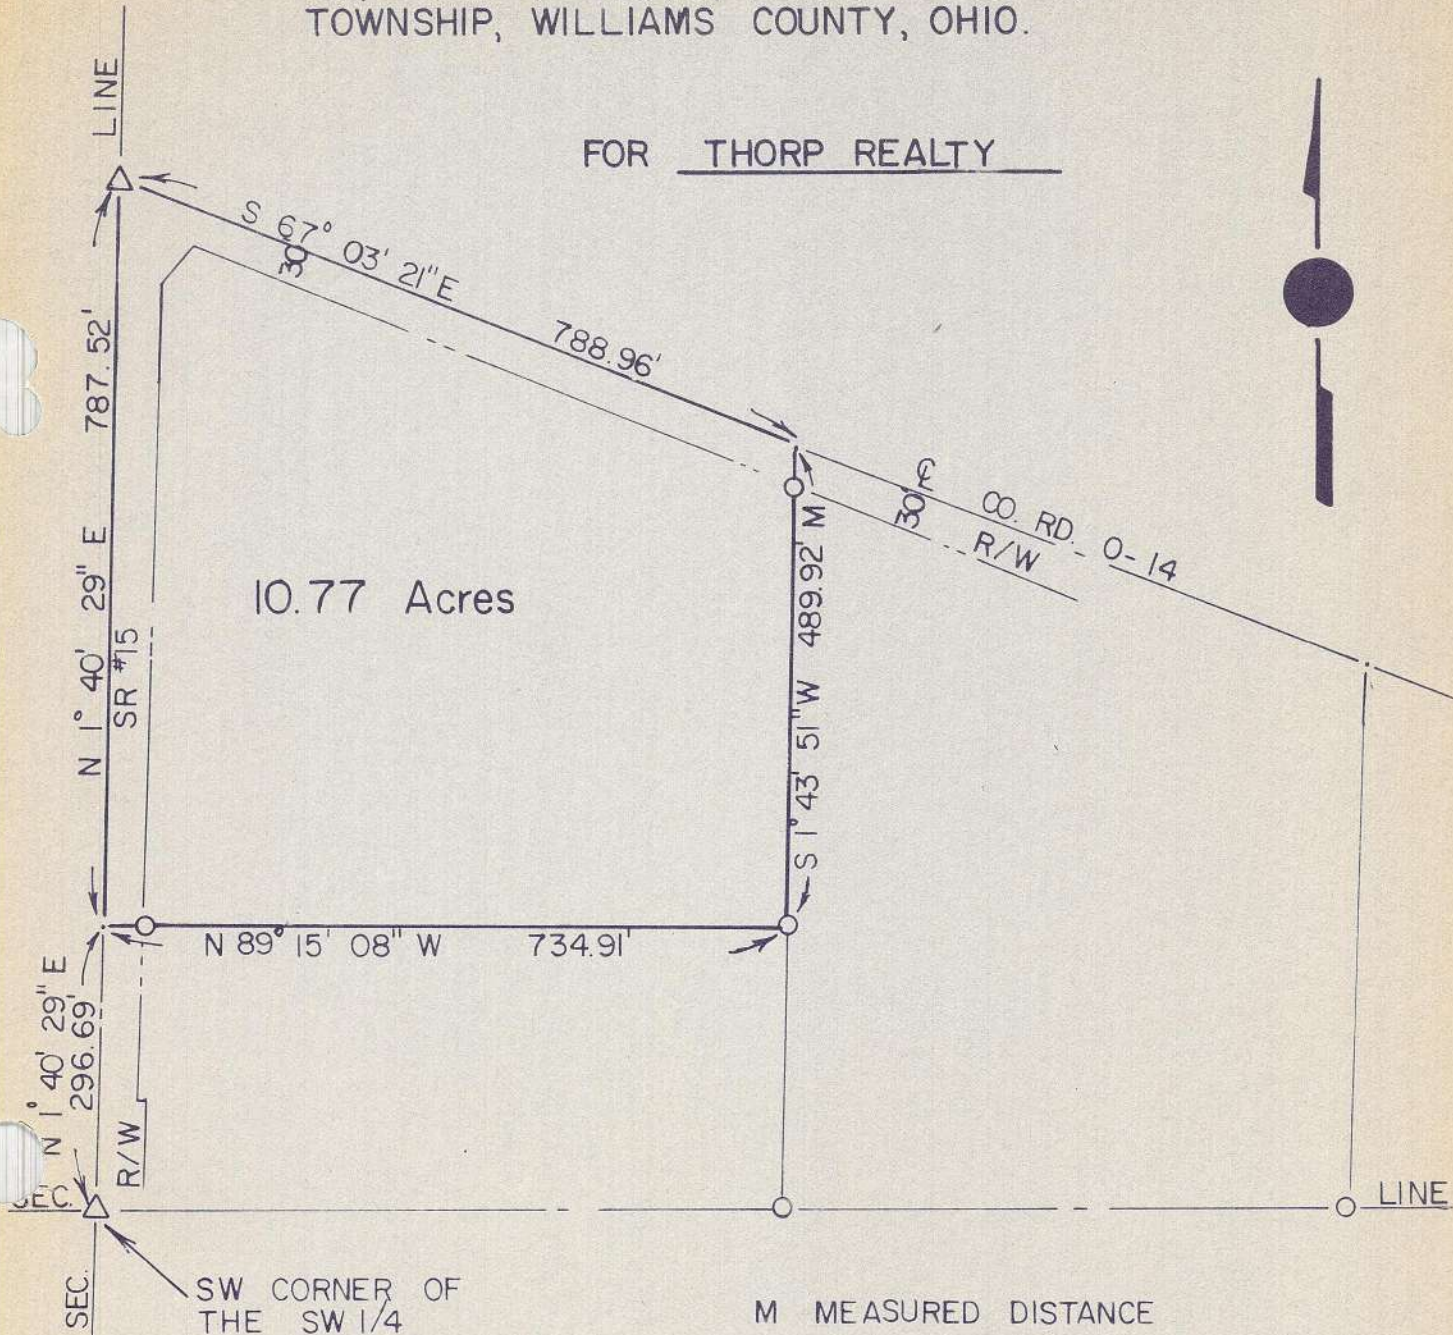 TOWNSHIP, WILLIAMS COUNTY, OHIO.
LINE
FOR THORP REALTY
S 67° 03' 21" E
30'
788.96'
787.52'
N 1° 40' 29" E
SR #15
10.77 Acres
489.92' M
S 1° 43' 51" W
℄ CO. RD. O-14
30'
R/W
N 89° 15' 08" W 734.91'
N 1° 40' 29" E
296.69'
R/W
SEC.
LINE
SEC.
SW CORNER OF
THE SW 1/4
M MEASURED DISTANCE